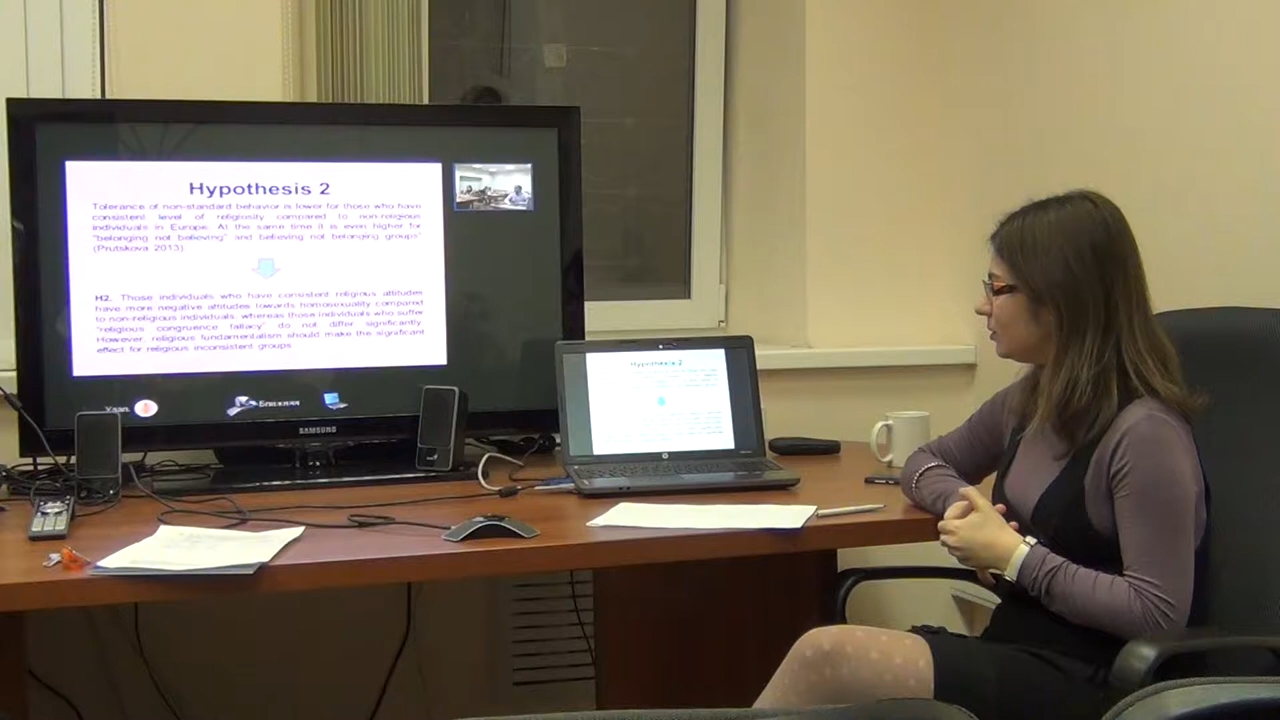 Hypothesis 2
Tolerance of non-standard behavior is lower for those who have
consistent level of religiosity compared to non-religious
individuals in Europe. At the same time it is even higher for
"belonging not believing" and believing not belonging groups"
(Prutskova 2013)
H2. Those individuals who have consistent religious attitudes
have more negative attitudes towards homosexuality compared
to non-religious individuals, whereas those individuals who suffer
"religious congruence fallacy" do not differ significantly.
However, religious fundamentalism should make the significant
effect for religious inconsistent groups
Ближний
SAMSUNG
Hypothesis 2
hp